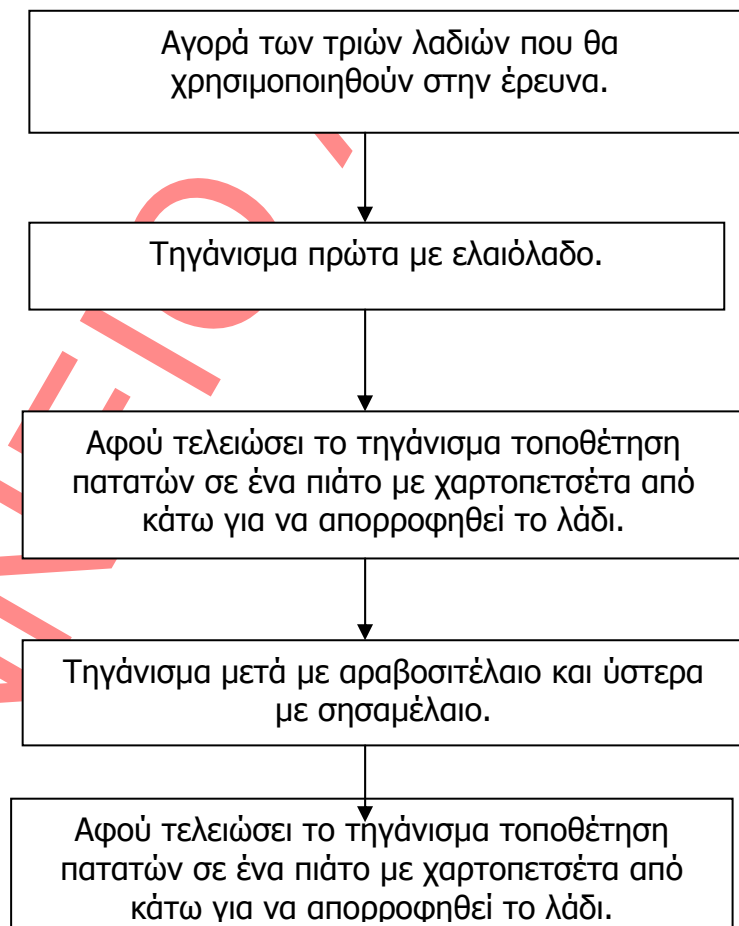 Αγορά των τριών λαδιών που θα
χρησιμοποιηθούν στην έρευνα.
Τηγάνισμα πρώτα με ελαιόλαδο.
Αφού τελειώσει το τηγάνισμα τοποθέτηση
πατατών σε ένα πιάτο με χαρτοπετσέτα από
κάτω για να απορροφηθεί το λάδι.
Τηγάνισμα μετά με αραβοσιτέλαιο και ύστερα
με σησαμέλαιο.
Αφού τελειώσει το τηγάνισμα τοποθέτηση
πατατών σε ένα πιάτο με χαρτοπετσέτα από
κάτω για να απορροφηθεί το λάδι.